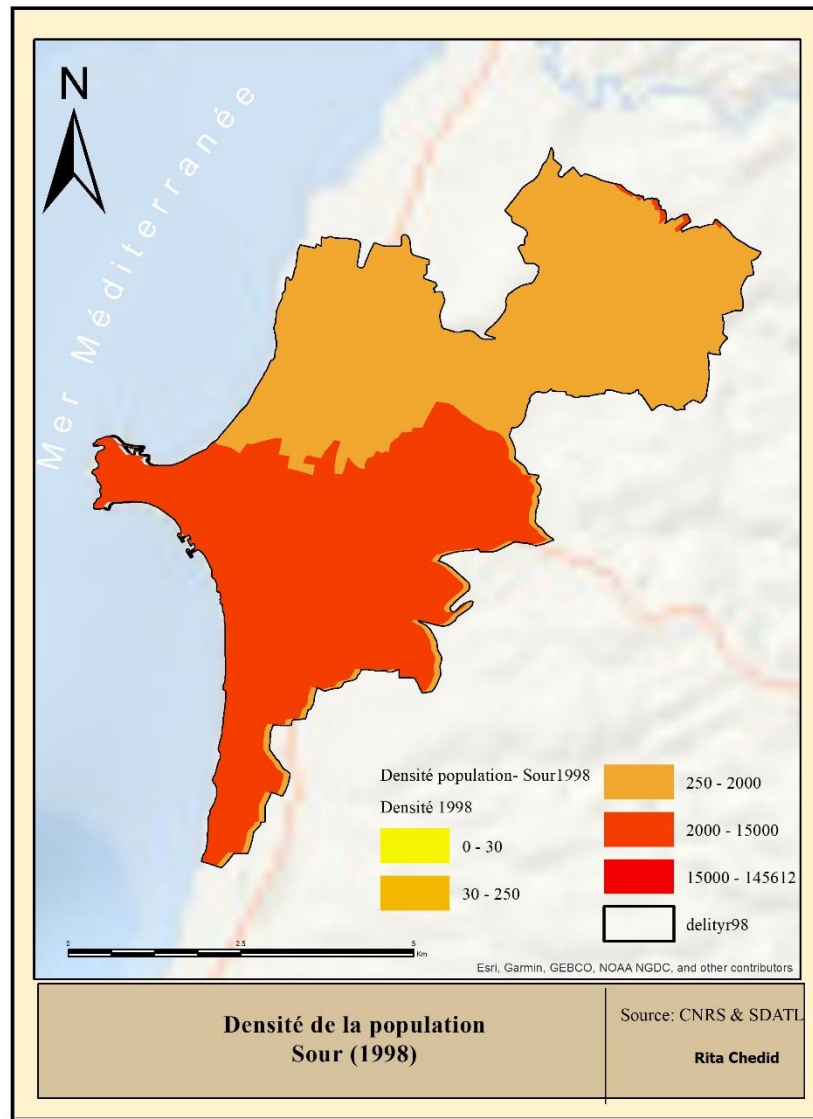 N
Mer Méditerranée
Densité population- Sour1998
Densité 1998
0 - 30
30 - 250
250 - 2000
2000 - 15000
15000 - 145612
delityr98
0 2.5 5
Km
Esri, Garmin, GEBCO, NOAA NGDC, and other contributors
Densité de la population
Sour (1998)
Source: CNRS & SDATL
Rita Chedid